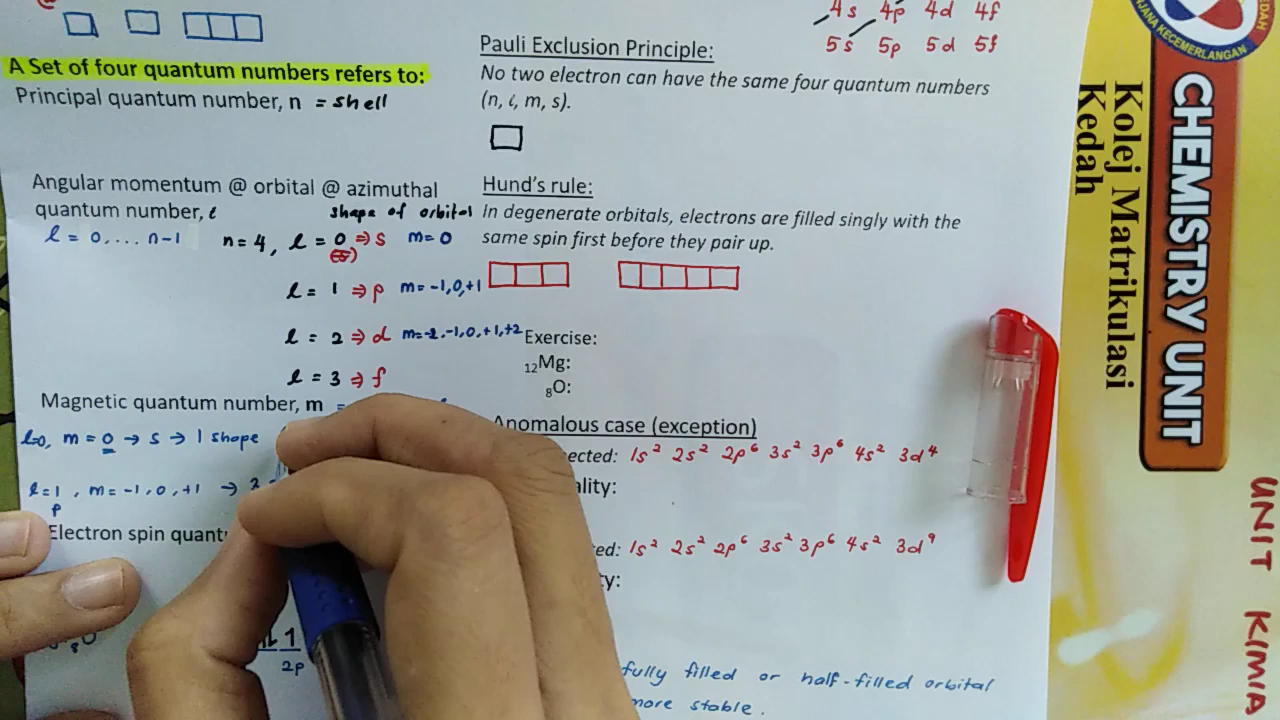 4s 4p 4d 4f
5s 5p 5d 5f
A Set of four quantum numbers refers to:
Principal quantum number, n = shell
Angular momentum @ orbital @ azimuthal
quantum number, ℓ
shape of orbital
ℓ = 0, .... n-1
n = 4, ℓ = 0 ⇒ s m = 0
ℓ = 1 ⇒ p m = -1, 0, +1
ℓ = 2 ⇒ d m = -2, -1, 0, +1, +2
ℓ = 3 ⇒ f
Magnetic quantum number, m =
ℓ=0, m = 0 → s → 1 shape
ℓ = 1, m = -1, 0, +1 →
p
Electron spin
8O
1
2p
Pauli Exclusion Principle:
No two electron can have the same four quantum numbers
(n, ℓ, m, s).
Hund's rule:
In degenerate orbitals, electrons are filled singly with the
same spin first before they pair up.
Exercise:
12Mg:
8O:
Anomalous case (exception)
1s² 2s² 2p⁶ 3s² 3p⁶ 4s² 3d⁴
1s² 2s² 2p⁶ 3s² 3p⁶ 4s² 3d⁹
fully filled or half-filled orbital
more stable.
CHEMISTRY UNIT
Kolej Matrikulasi
Kedah
KECEMERLANGAN
UNIT KIMIA